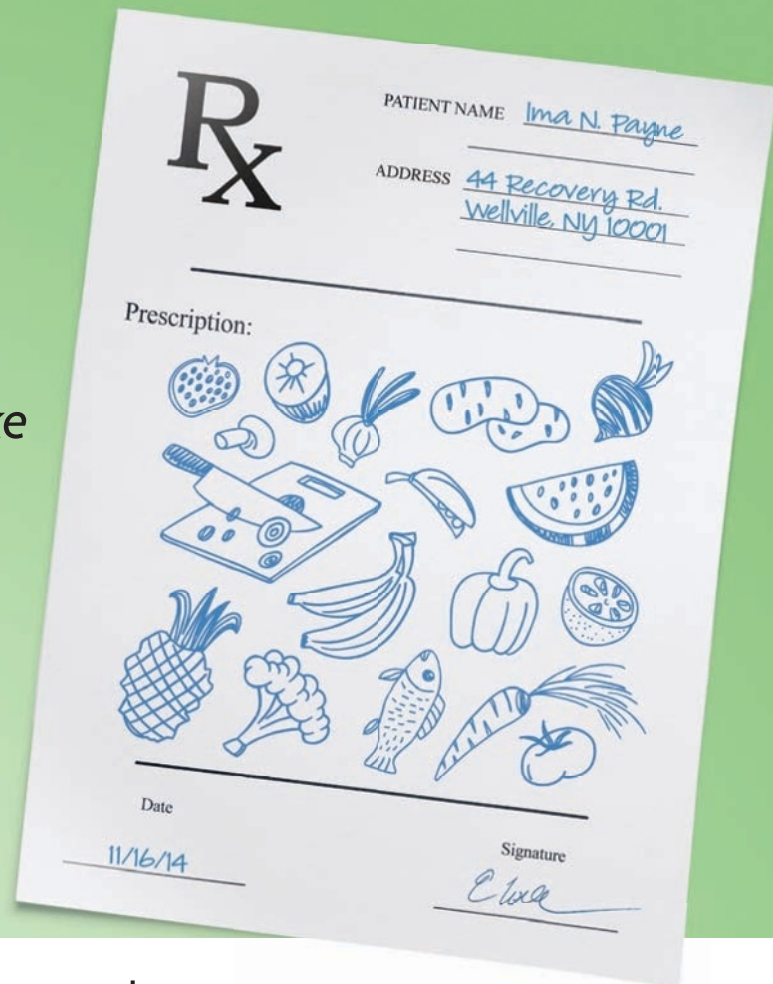 Rx
PATIENT NAME Ima N. Payne
ADDRESS 44 Recovery Rd.
Wellville, NY 10001
Prescription:
Date
11/16/14
Signature